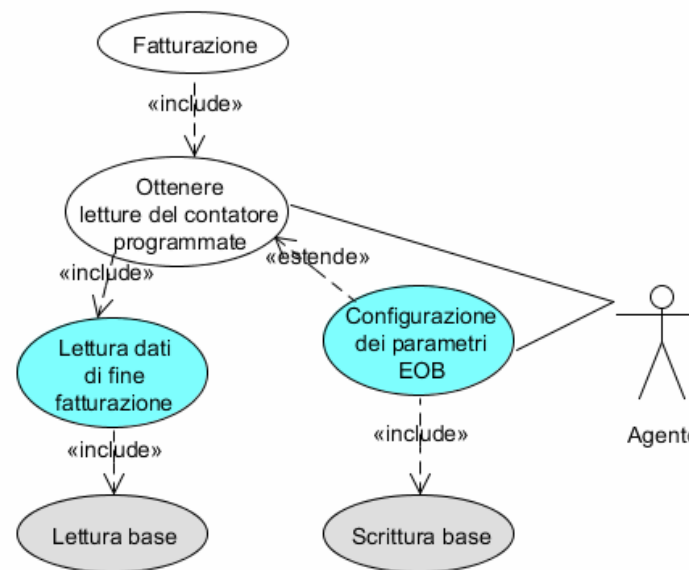 Fatturazione
«include»
Ottenere
letture del contatore
programmate
«include»
«estende»
Lettura dati
di fine
fatturazione
Configurazione
dei parametri
EOB
Agente
«include»
«include»
Lettura base
Scrittura base